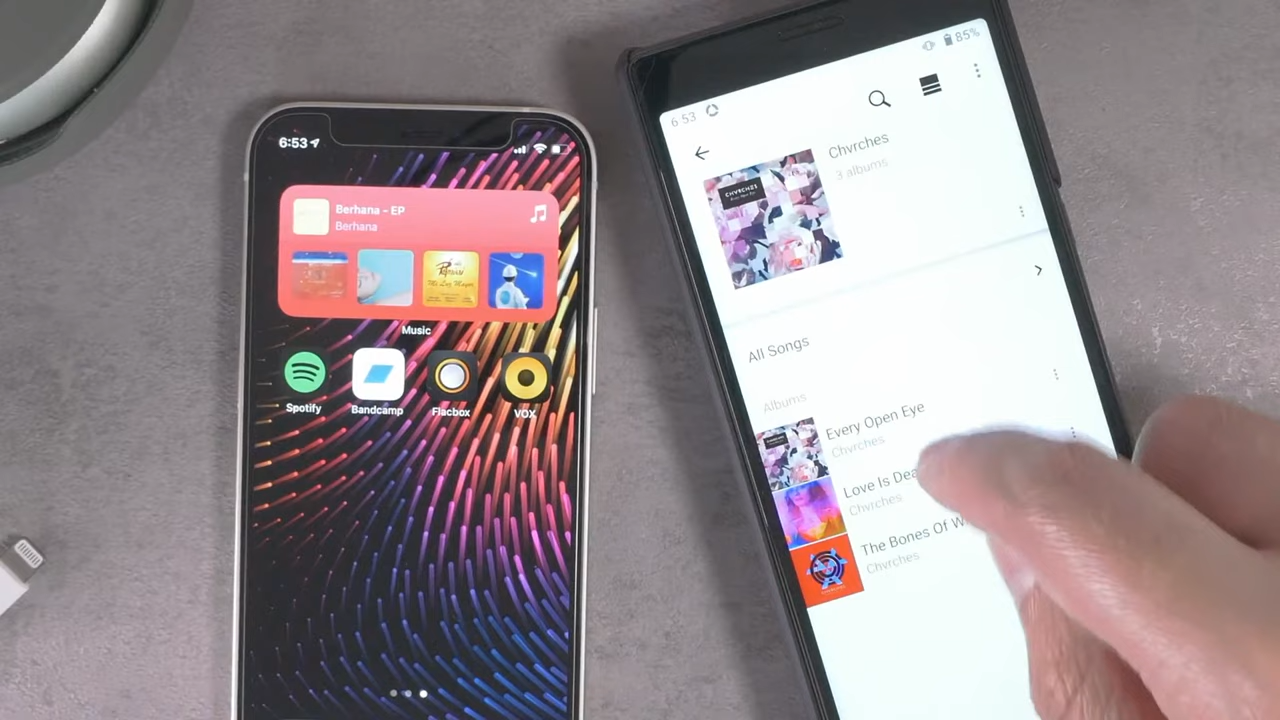 6:53
Berhana - EP
Berhana
Music
Spotify
Bandcamp
Flacbox
VOX
6:53
85%
Chvrches
3 albums
CHVRCHES
All Songs
Albums
Every Open Eye
Chvrches
Love Is Dea
Chvrches
The Bones Of W
Chvrches